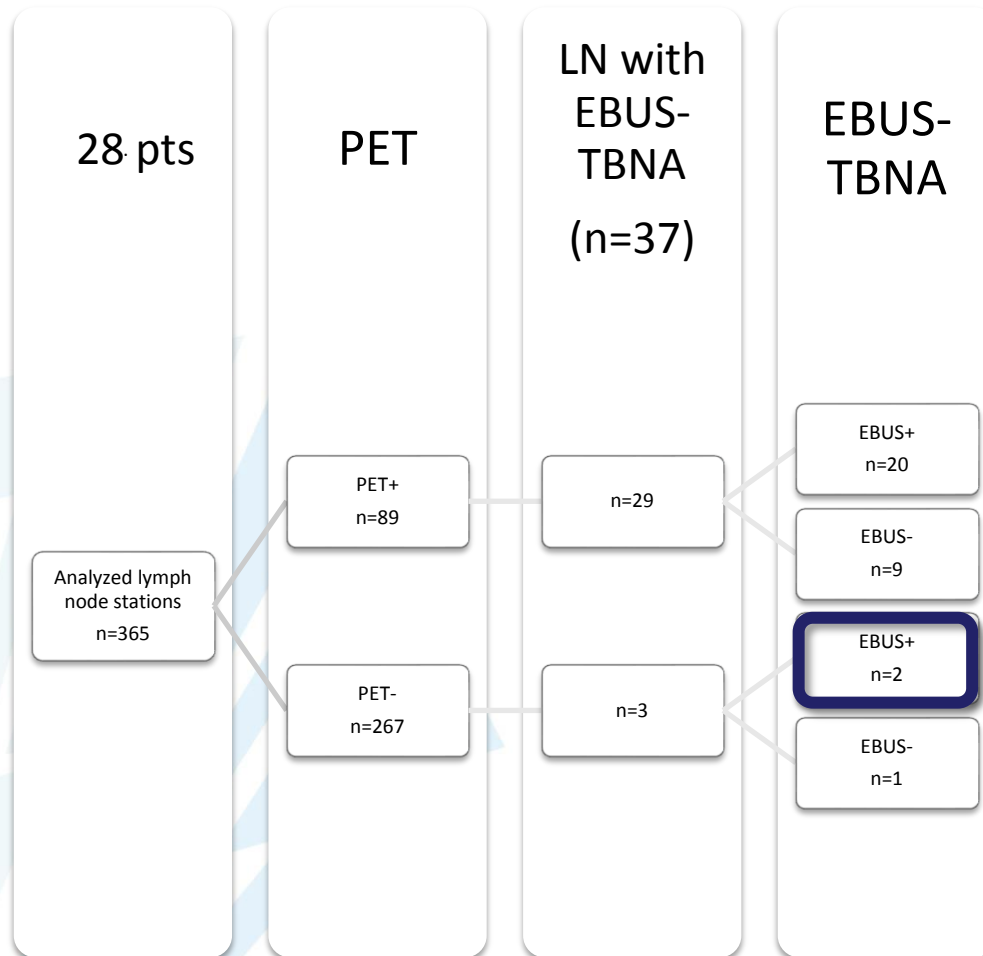 28 pts
PET
LN with
EBUS-
TBNA
(n=37)
EBUS-
TBNA
Analyzed lymph
node stations
n=365
PET+
n=89
PET-
n=267
n=29
n=3
EBUS+
n=20
EBUS-
n=9
EBUS+
n=2
EBUS-
n=1